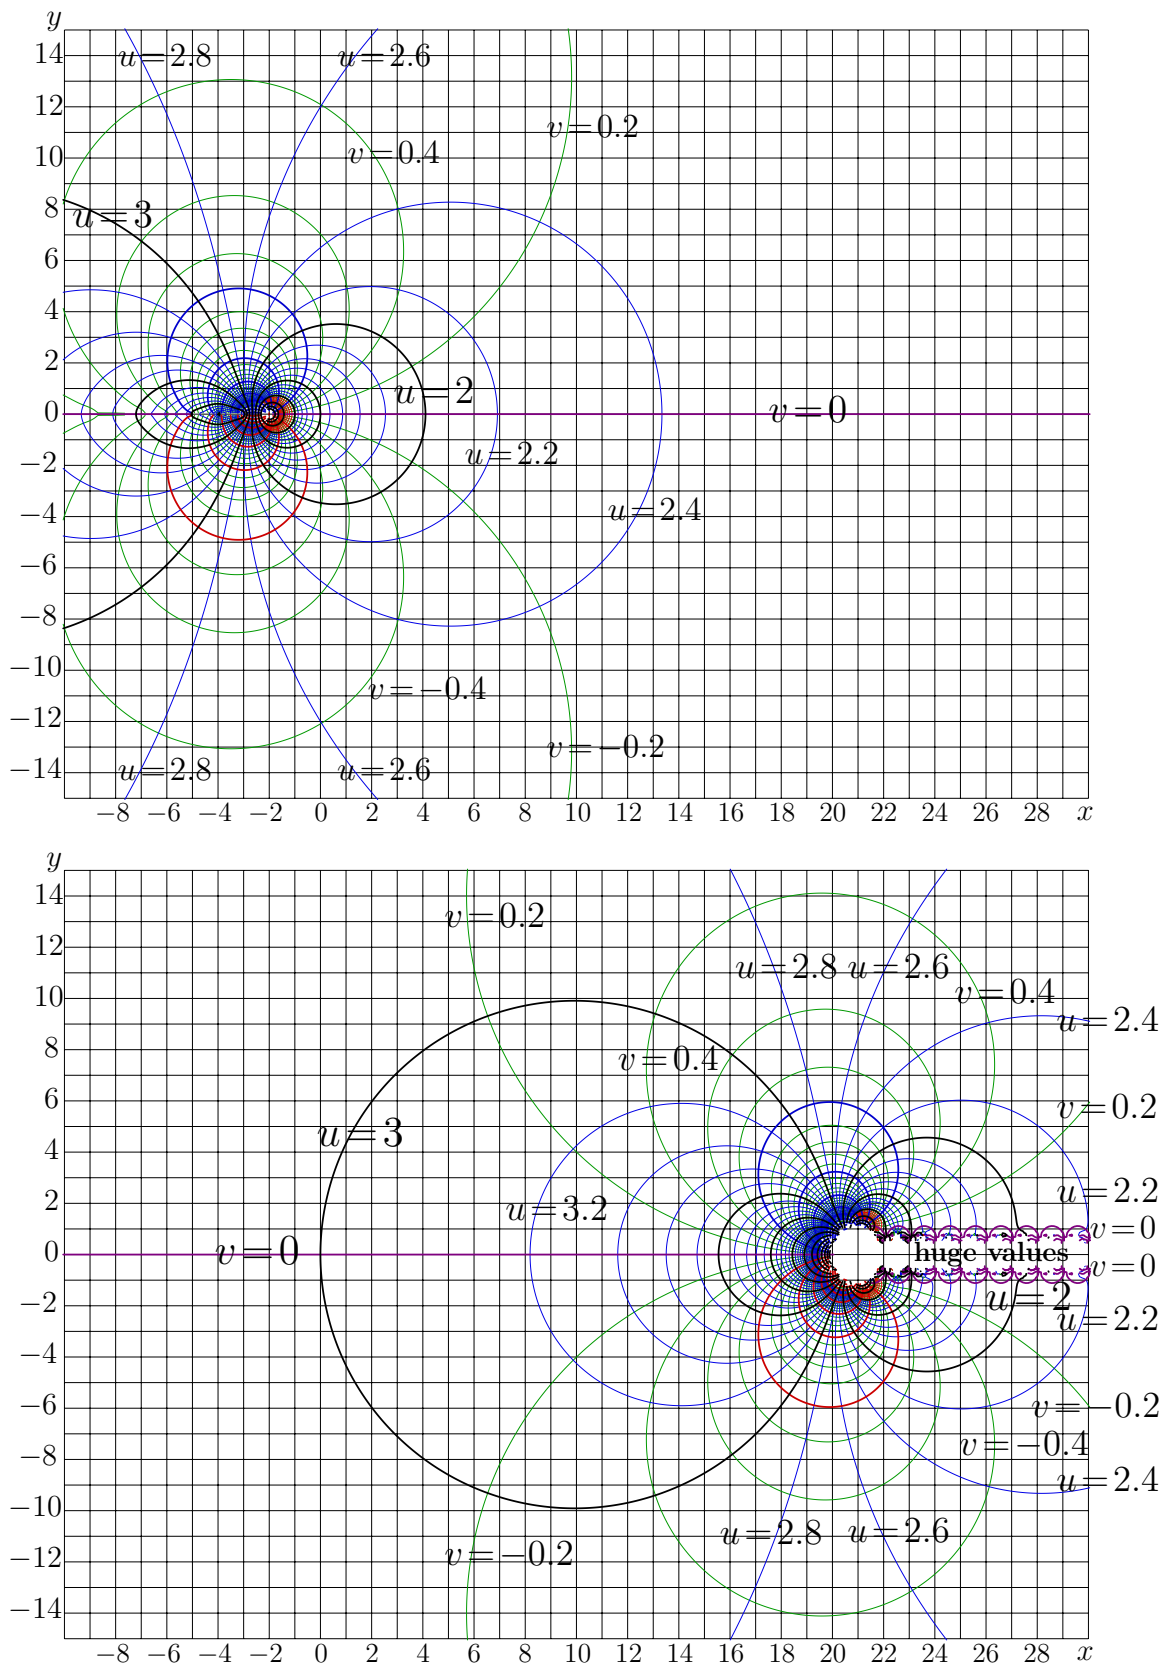 y
14
u=2.8 u=2.6
12
v=0.2
10 v=0.4
8
u=3
6
4
2
u=2
0 v=0
−2 u=2.2
−4 u=2.4
−6
−8
−10
v=−0.4
−12
v=−0.2
−14 u=2.8 u=2.6
−8 −6 −4 −2 0 2 4 6 8 10 12 14 16 18 20 22 24 26 28 x
y
14
v=0.2
12
u=2.8 u=2.6
10 v=0.4
u=2.4
8
v=0.4
6
v=0.2
4 u=3
2 u=2.2
u=3.2
v=0
0 v=0 huge values
v=0
−2 u=2
u=2.2
−4
−6 v=−0.2
−8 v=−0.4
u=2.4
−10
u=2.8 u=2.6
−12 v=−0.2
−14
−8 −6 −4 −2 0 2 4 6 8 10 12 14 16 18 20 22 24 26 28 x